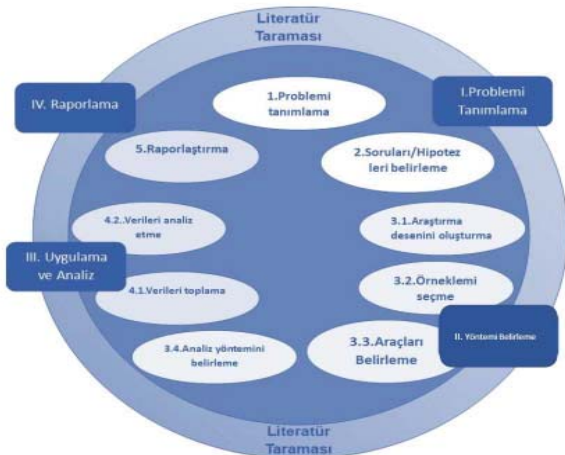 Literatür
Taraması
IV. Raporlama
I.Problemi
Tanımlama
1.Problemi
tanımlama
5.Raporlaştırma
2.Soruları/Hipotez
leri belirleme
4.2..Verileri analiz
etme
3.1.Araştırma
desenini oluşturma
III. Uygulama
ve Analiz
3.2.Örneklemi
seçme
4.1.Verileri toplama
II. Yöntemi Belirleme
3.4.Analiz yöntemini
belirleme
3.3.Araçları
Belirleme
Literatür
Taraması